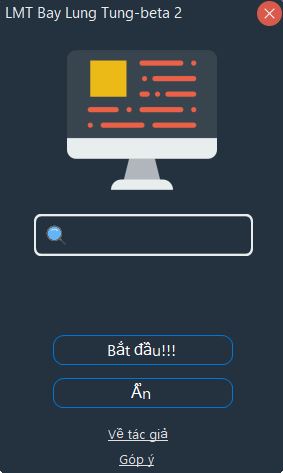 LMT Bay Lung Tung-beta 2
Bắt đầu!!!
Ẩn
Về tác giả
Góp ý